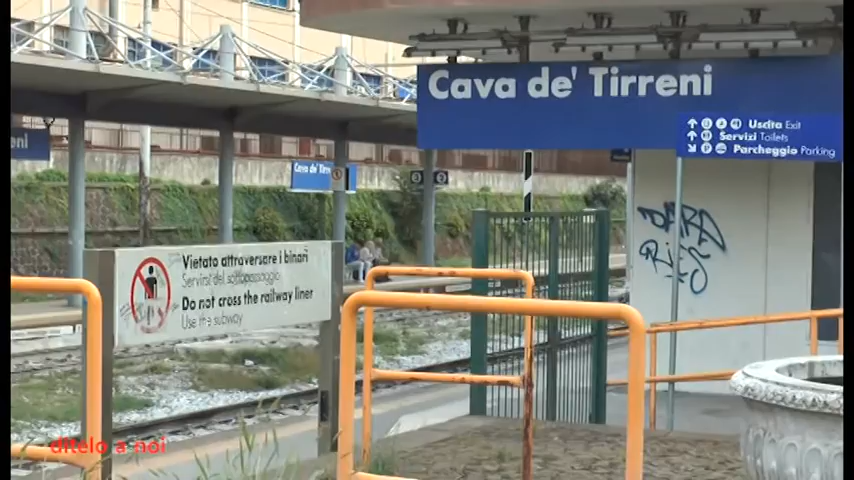 Cava de' Tirreni
Uscita Exit
Servizi Toilets
Parcheggio Parking
Cava de' Tirreni
Vietato attraversare i binari
Servirsi del sottopassaggio
Do not cross the railway liner
Use the subway
ditelo a noi